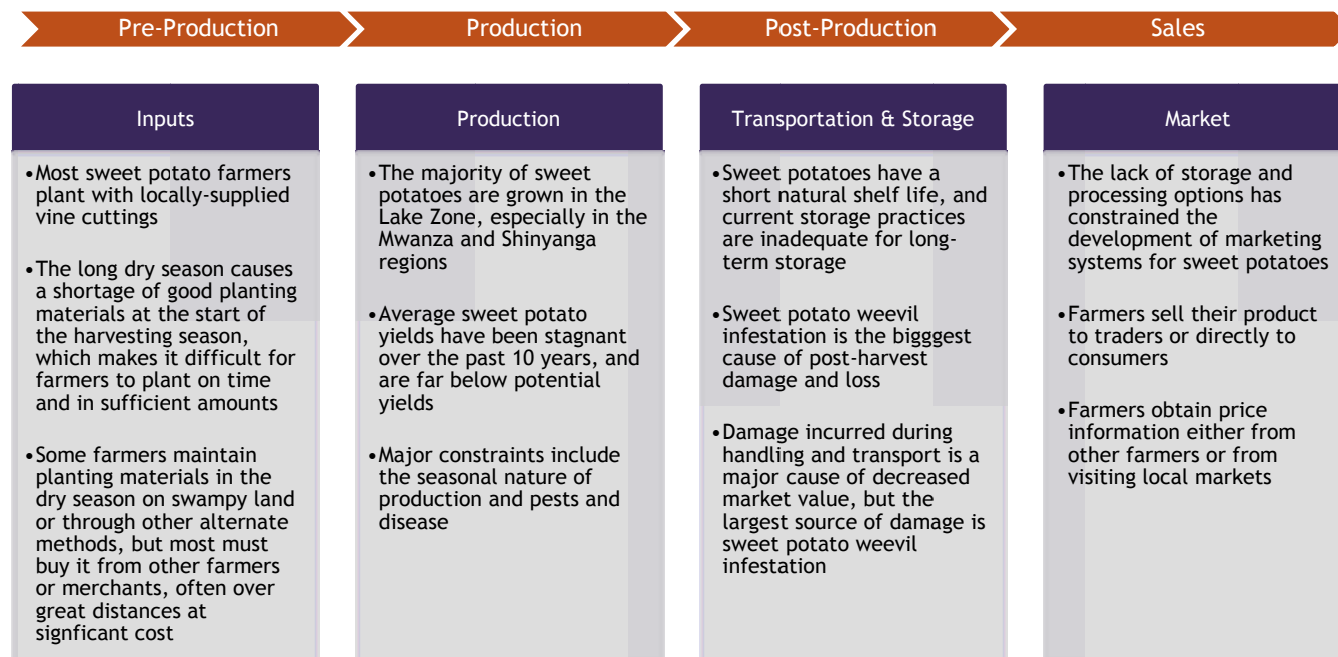 Pre-Production
Production
Post-Production
Sales
Inputs
•Most sweet potato farmers
plant with locally-supplied
vine cuttings
•The long dry season causes
a shortage of good planting
materials at the start of
the harvesting season,
which makes it difficult for
farmers to plant on time
and in sufficient amounts
•Some farmers maintain
planting materials in the
dry season on swampy land
or through other alternate
methods, but most must
buy it from other farmers
or merchants, often over
great distances at
signficant cost
Production
•The majority of sweet
potatoes are grown in the
Lake Zone, especially in the
Mwanza and Shinyanga
regions
•Average sweet potato
yields have been stagnant
over the past 10 years, and
are far below potential
yields
•Major constraints include
the seasonal nature of
production and pests and
disease
Transportation & Storage
•Sweet potatoes have a
short natural shelf life, and
current storage practices
are inadequate for long-
term storage
•Sweet potato weevil
infestation is the bigggest
cause of post-harvest
damage and loss
•Damage incurred during
handling and transport is a
major cause of decreased
market value, but the
largest source of damage is
sweet potato weevil
infestation
Market
•The lack of storage and
processing options has
constrained the
development of marketing
systems for sweet potatoes
•Farmers sell their product
to traders or directly to
consumers
•Farmers obtain price
information either from
other farmers or from
visiting local markets